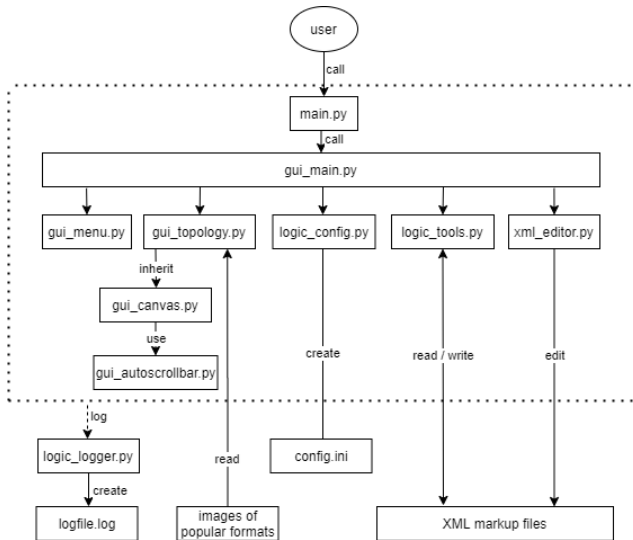 user
call
main.py
call
gui_main.py
gui_menu.py
gui_topology.py
logic_config.py
logic_tools.py
xml_editor.py
inherit
gui_canvas.py
use
gui_autoscrollbar.py
create
read / write
edit
log
logic_logger.py
read
config.ini
create
logfile.log
images of
popular formats
XML markup files